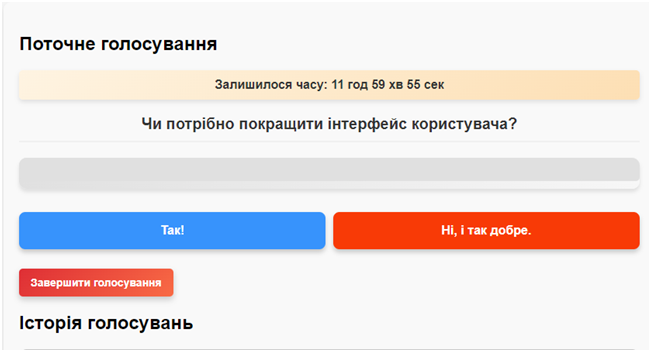 Поточне голосування
Залишилося часу: 11 год 59 хв 55 сек
Чи потрібно покращити інтерфейс користувача?
Так!
Ні, і так добре.
Завершити голосування
Історія голосувань